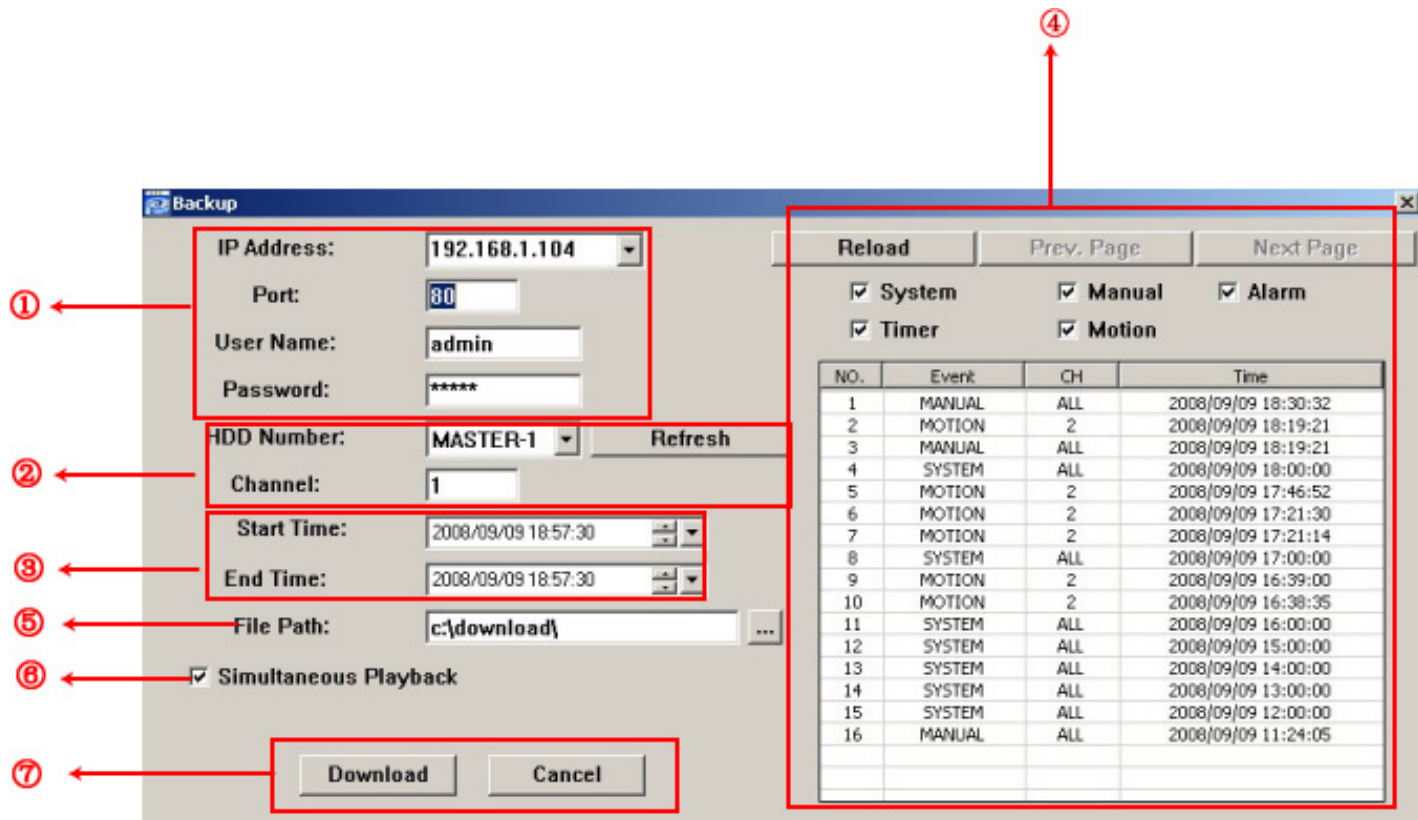 ④
Backup
IP Address: 192.168.1.104
① Port: 80
User Name: admin
Password: *****
HDD Number: MASTER-1 Refresh
② Channel: 1
Start Time: 2008/09/09 18:57:30
③ End Time: 2008/09/09 18:57:30
⑤ File Path: c:\download\ ...
⑥ Simultaneous Playback
⑦ Download Cancel
Reload Prev. Page Next Page
System Manual Alarm
Timer Motion
NO. Event CH Time
1 MANUAL ALL 2008/09/09 18:30:32
2 MOTION 2 2008/09/09 18:19:21
3 MANUAL ALL 2008/09/09 18:19:21
4 SYSTEM ALL 2008/09/09 18:00:00
5 MOTION 2 2008/09/09 17:46:52
6 MOTION 2 2008/09/09 17:21:30
7 MOTION 2 2008/09/09 17:21:14
8 SYSTEM ALL 2008/09/09 17:00:00
9 MOTION 2 2008/09/09 16:39:00
10 MOTION 2 2008/09/09 16:38:35
11 SYSTEM ALL 2008/09/09 16:00:00
12 SYSTEM ALL 2008/09/09 15:00:00
13 SYSTEM ALL 2008/09/09 14:00:00
14 SYSTEM ALL 2008/09/09 13:00:00
15 SYSTEM ALL 2008/09/09 12:00:00
16 MANUAL ALL 2008/09/09 11:24:05